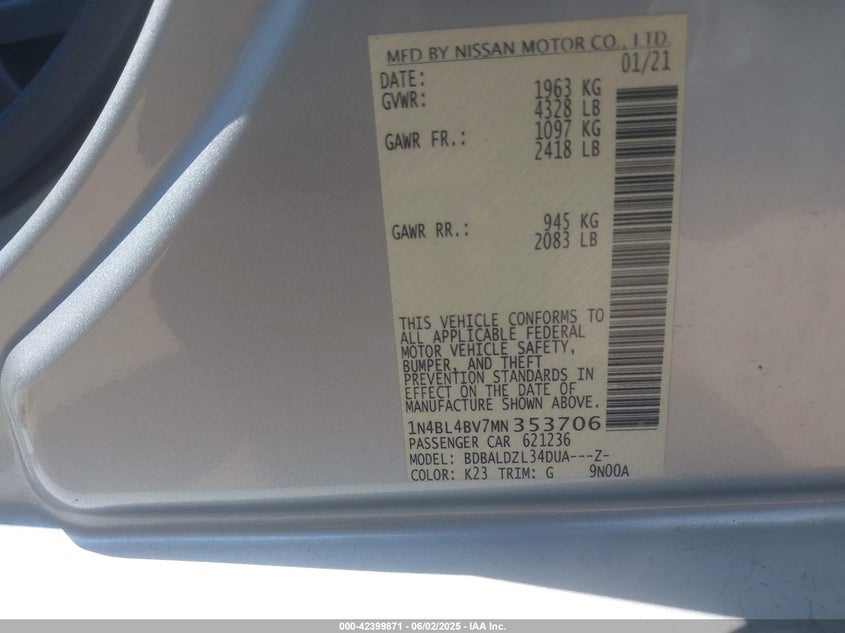 MFD BY NISSAN MOTOR CO., LTD.
DATE: 01/21
GVWR: 1963 KG
4328 LB
GAWR FR.: 1097 KG
2418 LB
GAWR RR.: 945 KG
2083 LB
THIS VEHICLE CONFORMS TO
ALL APPLICABLE FEDERAL
MOTOR VEHICLE SAFETY,
BUMPER, AND THEFT
PREVENTION STANDARDS IN
EFFECT ON THE DATE OF
MANUFACTURE SHOWN ABOVE.
1N4BL4BV7MN353706
PASSENGER CAR 621236
MODEL: BDBALDZL34DUA---Z-
COLOR: K23 TRIM: G 9N00A
000-42399871 - 06/02/2025 - IAA Inc.